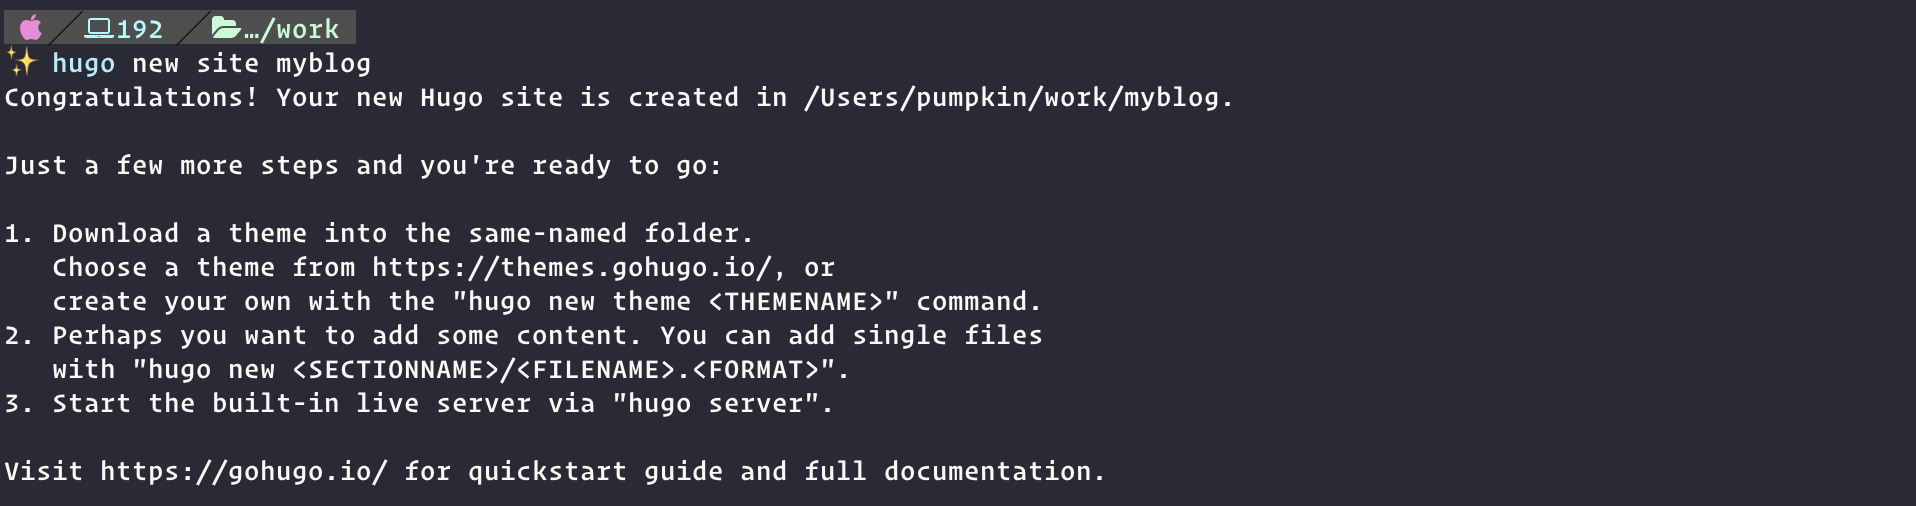 192 …/work
✨ hugo new site myblog
Congratulations! Your new Hugo site is created in /Users/pumpkin/work/myblog.
Just a few more steps and you're ready to go:
1. Download a theme into the same-named folder.
Choose a theme from https://themes.gohugo.io/, or
create your own with the "hugo new theme <THEMENAME>" command.
2. Perhaps you want to add some content. You can add single files
with "hugo new <SECTIONNAME>/<FILENAME>.<FORMAT>".
3. Start the built-in live server via "hugo server".
Visit https://gohugo.io/ for quickstart guide and full documentation.